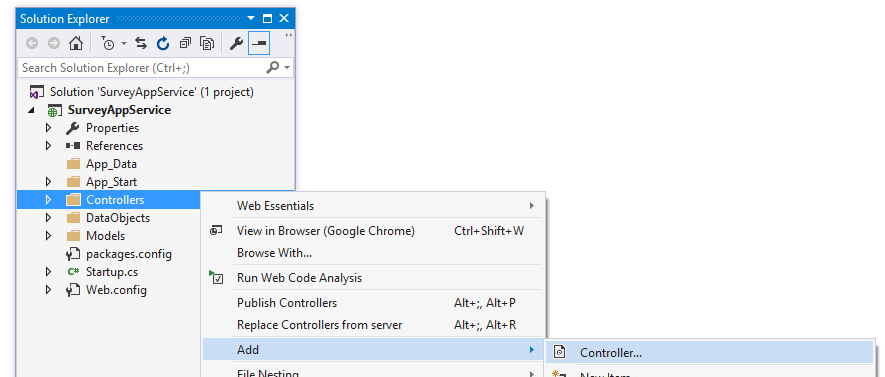 Solution Explorer
Search Solution Explorer (Ctrl+;)
Solution 'SurveyAppService' (1 project)
SurveyAppService
Properties
References
App_Data
App_Start
Controllers
DataObjects
Models
packages.config
C# Startup.cs
Web.config
Web Essentials
View in Browser (Google Chrome) Ctrl+Shift+W
Browse With...
Run Web Code Analysis
Publish Controllers Alt+;, Alt+P
Replace Controllers from server Alt+;, Alt+R
Add
File Nesting
Controller...
New Item